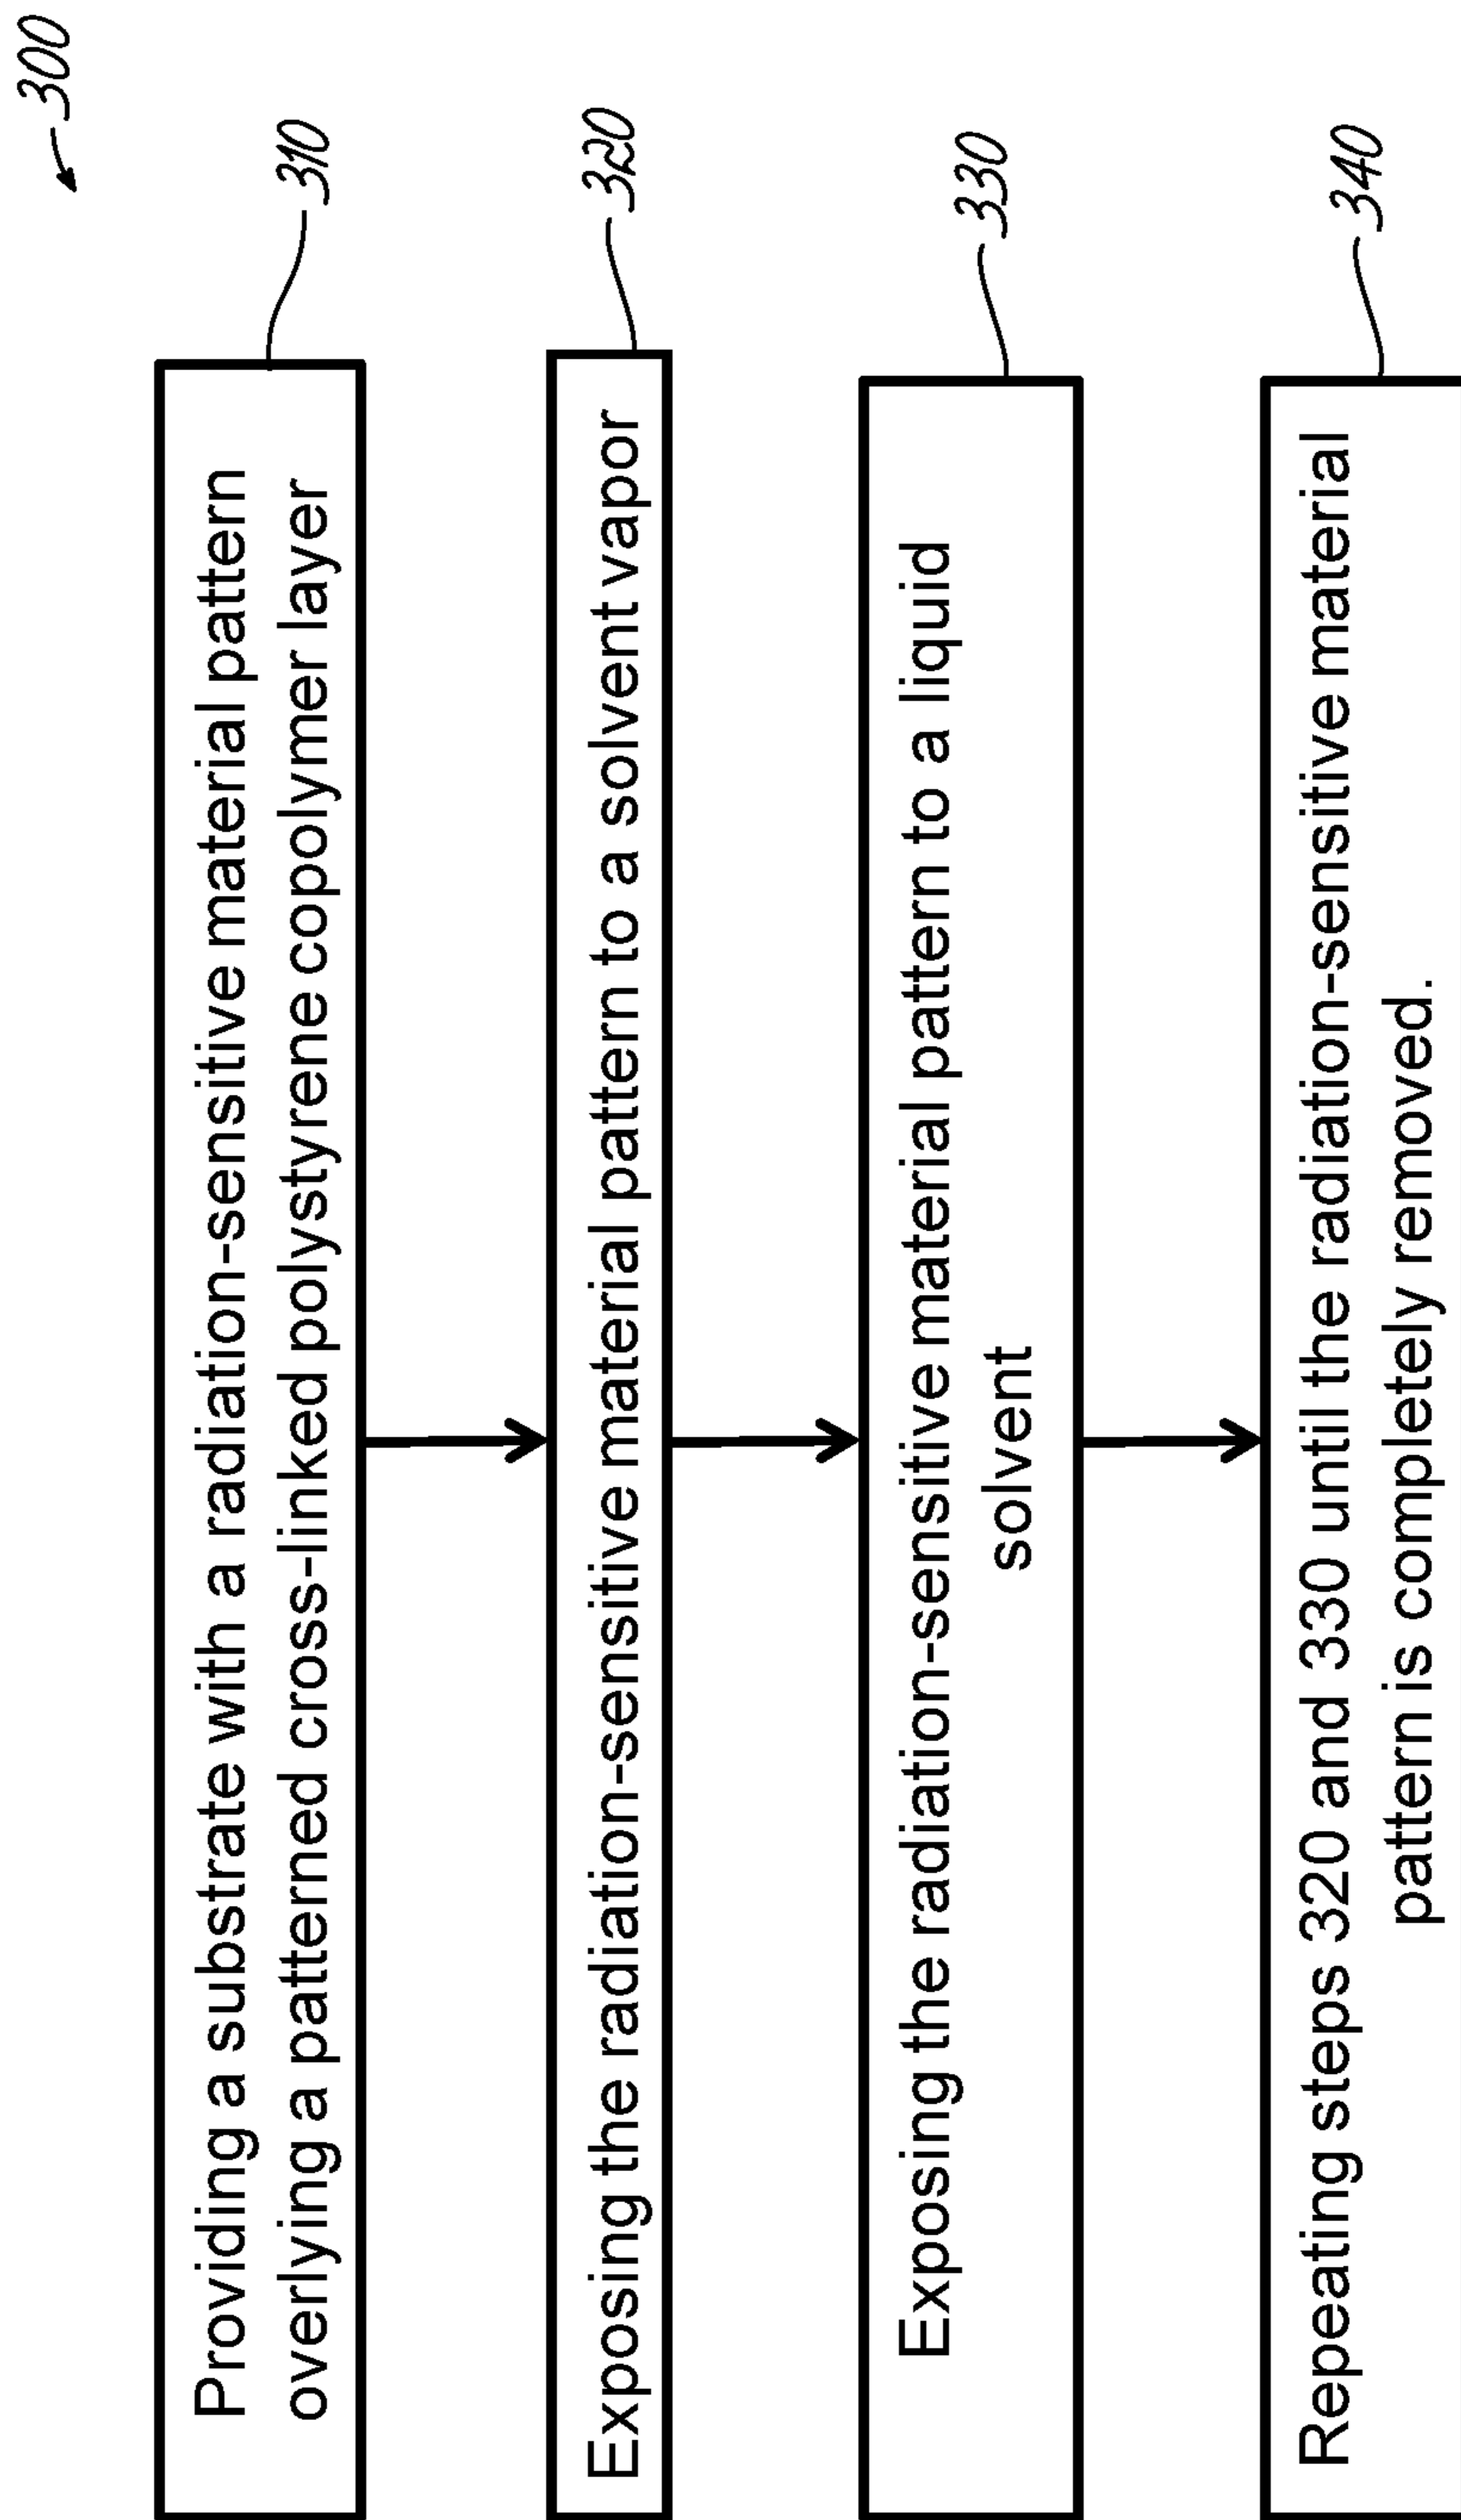 300
310
Providing a substrate with a radiation-sensitive material pattern
overlying a patterned cross-linked polystyrene copolymer layer
320
Exposing the radiation-sensitive material pattern to a solvent vapor
330
Exposing the radiation-sensitive material pattern to a liquid
solvent
340
Repeating steps 320 and 330 until the radiation-sensitive material
pattern is completely removed.